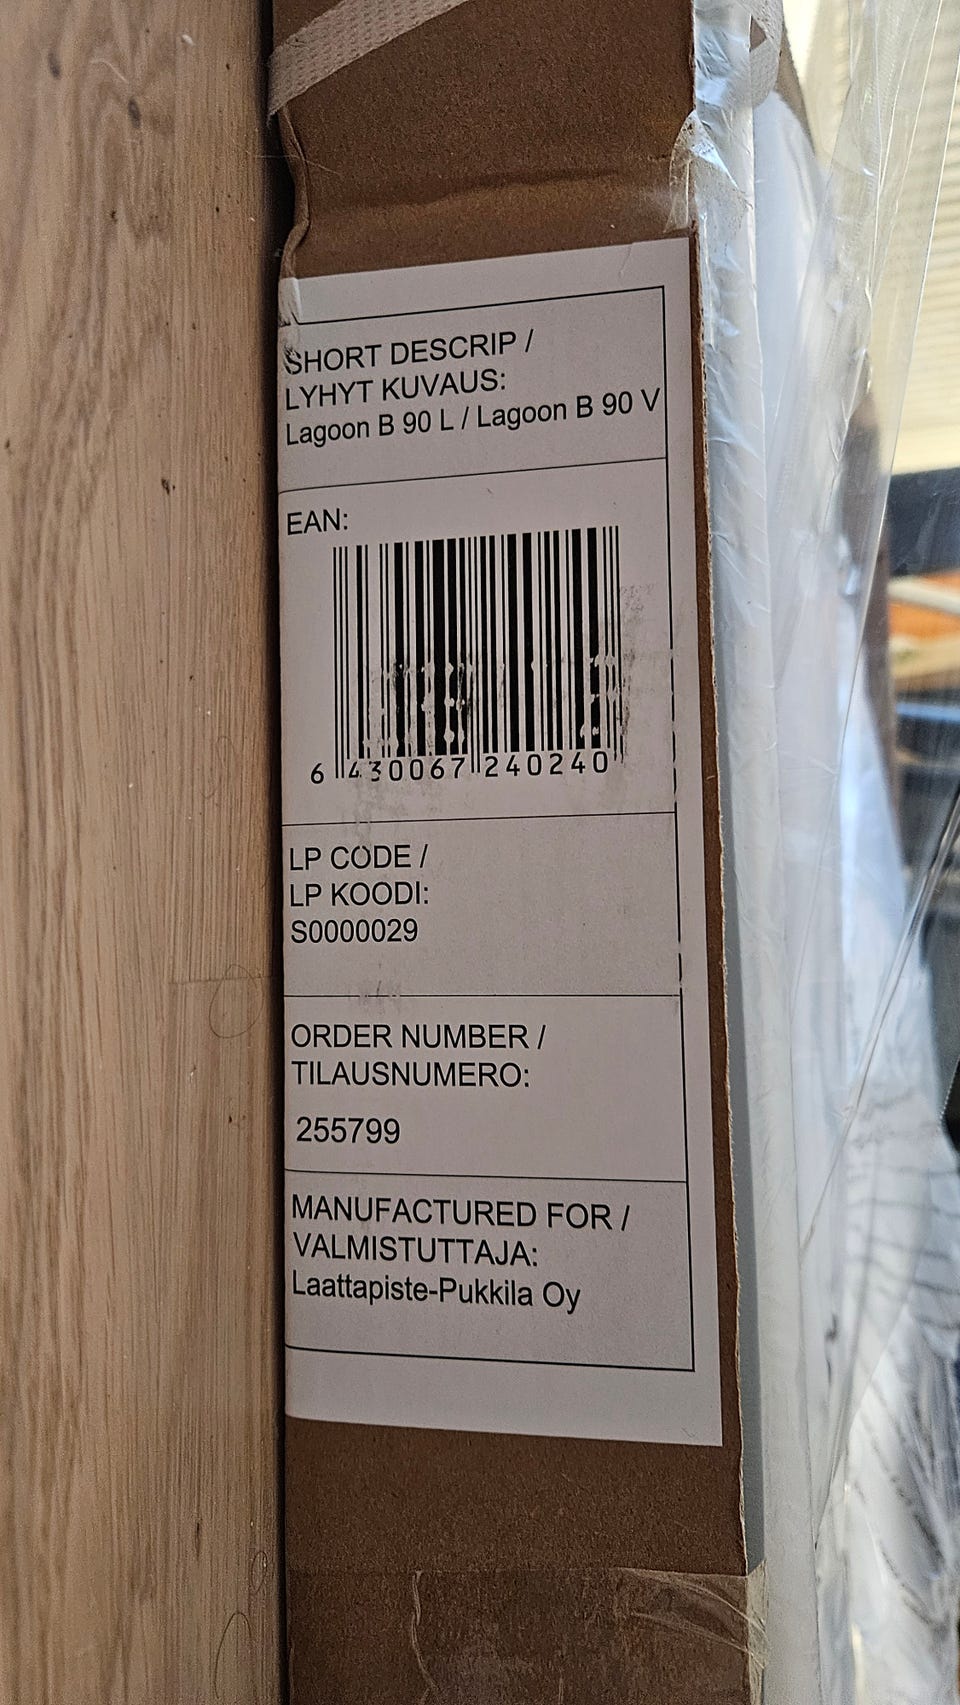 SHORT DESCRIP /
LYHYT KUVAUS:
Lagoon B 90 L / Lagoon B 90 V
EAN:
6 430067 240240
LP CODE /
LP KOODI:
S0000029
ORDER NUMBER /
TILAUSNUMERO:
255799
MANUFACTURED FOR /
VALMISTUTTAJA:
Laattapiste-Pukkila Oy